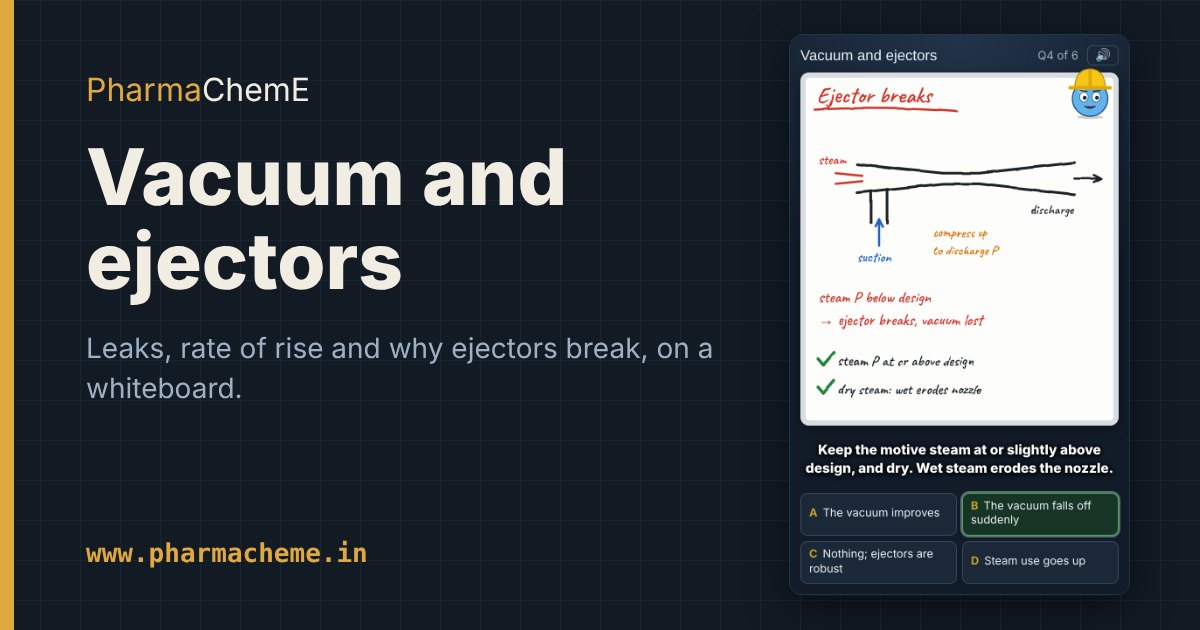 PharmaChemE
Vacuum and
ejectors
Leaks, rate of rise and why ejectors break, on a
whiteboard.
www.pharmacheme.in
Vacuum and ejectors
Q4 of 6
Ejector breaks
steam
discharge
compress up
to discharge P
suction
steam P below design
→ ejector breaks, vacuum lost
✓ steam P at or above design
✓ dry steam: wet erodes nozzle
Keep the motive steam at or slightly above
design, and dry. Wet steam erodes the nozzle.
A The vacuum improves
B The vacuum falls off
suddenly
C Nothing; ejectors are
robust
D Steam use goes up